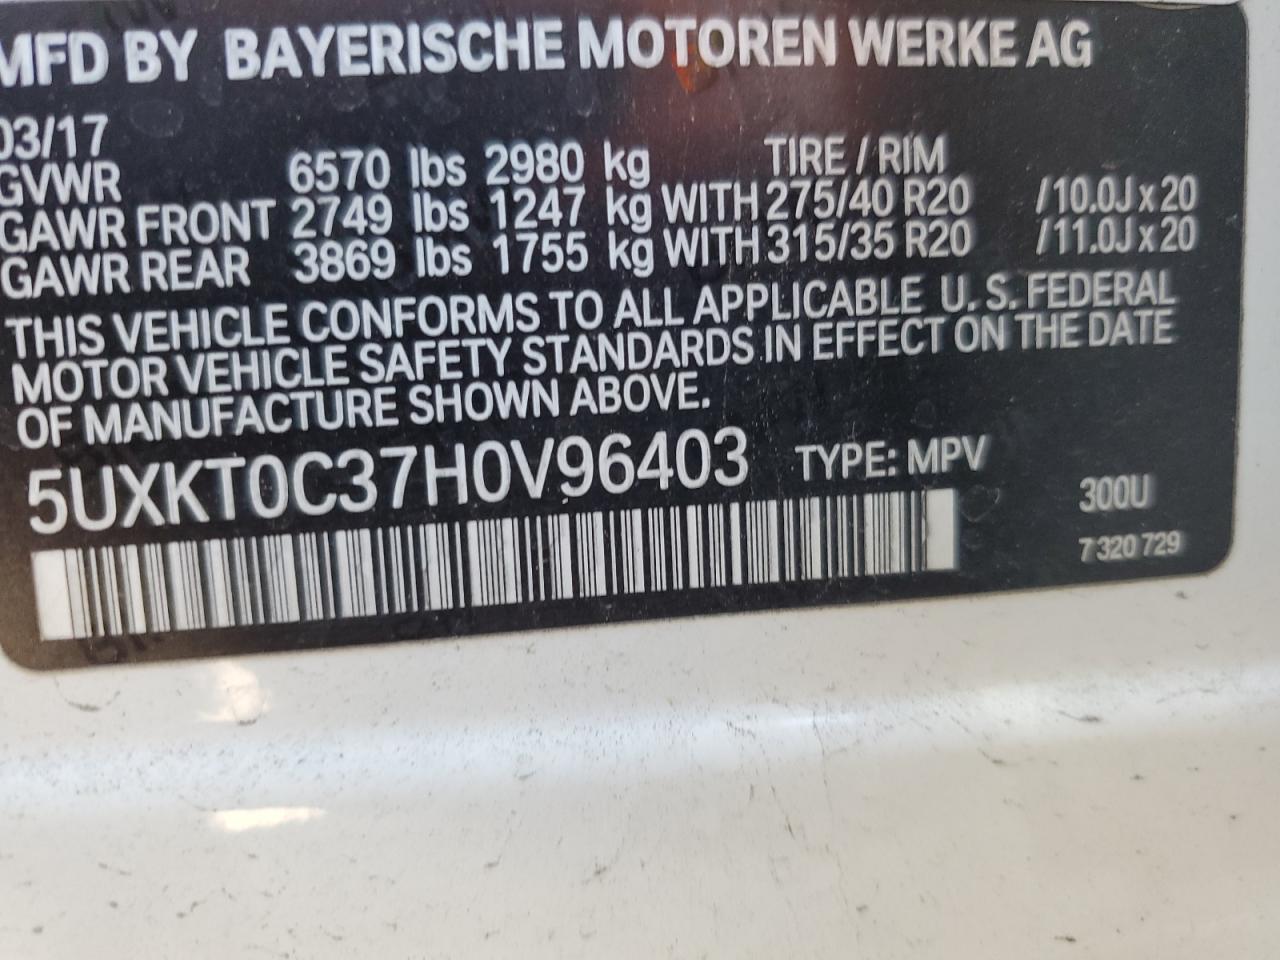 MFD BY BAYERISCHE MOTOREN WERKE AG
03/17
GVWR 6570 lbs 2980 kg TIRE / RIM
GAWR FRONT 2749 lbs 1247 kg WITH 275/40 R20 /10.0J x 20
GAWR REAR 3869 lbs 1755 kg WITH 315/35 R20 /11.0J x 20
THIS VEHICLE CONFORMS TO ALL APPLICABLE U.S. FEDERAL
MOTOR VEHICLE SAFETY STANDARDS IN EFFECT ON THE DATE
OF MANUFACTURE SHOWN ABOVE.
5UXKT0C37H0V96403 TYPE: MPV
300U
7 320 729